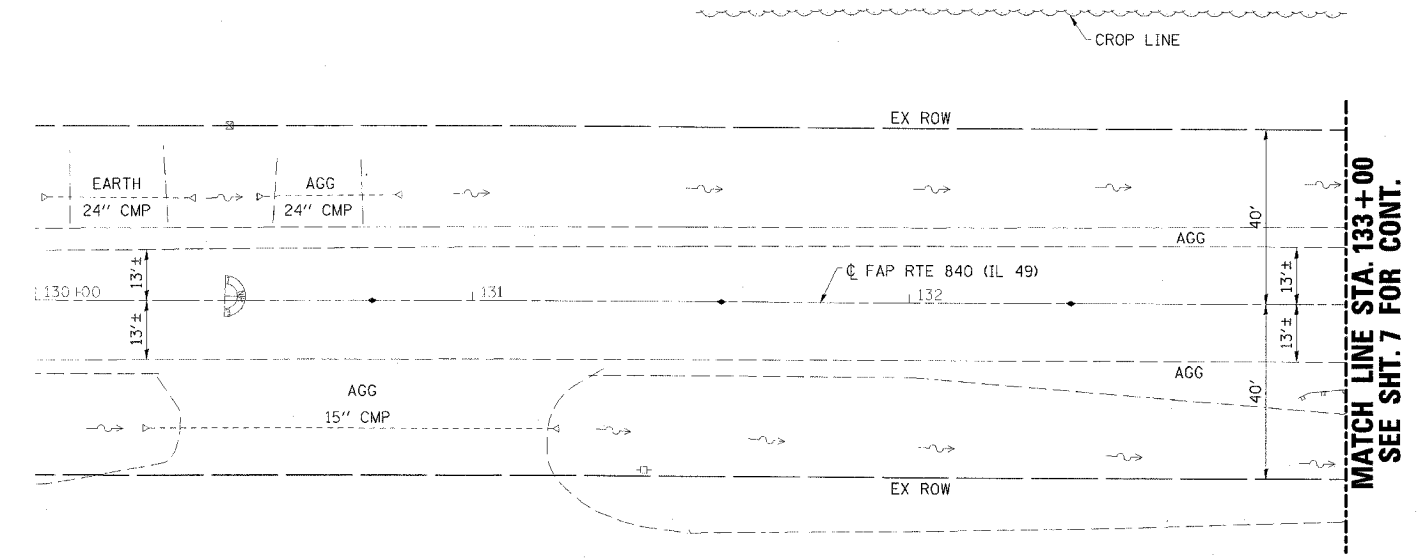 CROP LINE
EX ROW
EARTH
24" CMP
AGG
24" CMP
40'
AGG
13'±
13'±
℄ FAP RTE 840 (IL 49)
130+00
131
132
13'±
13'±
AGG
15" CMP
AGG
40'
EX ROW
MATCH LINE STA. 133+00
SEE SHT. 7 FOR CONT.